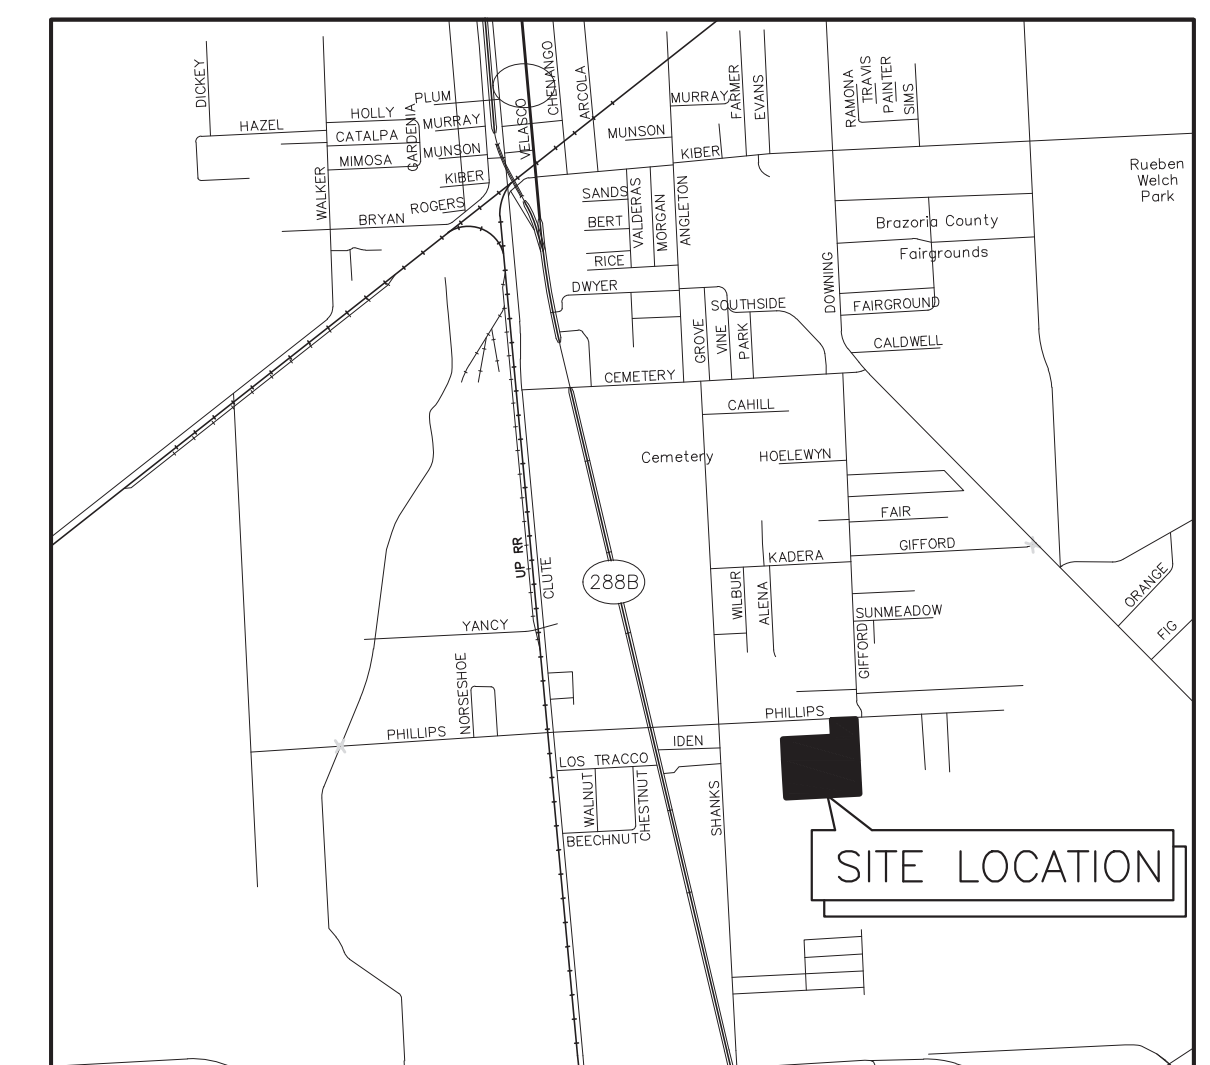 DICKEY
HAZEL
HOLLY
CATALPA
MIMOSA
WALKER
GARDENIA
PLUM
MURRAY
MUNSON
KIBER
ROGERS
BRYAN
VELASCO
CHENANGO
ARCOLA
MURRAY
MUNSON
KIBER
FARMER
EVANS
RAMONA
TRAVIS
PAINTER
SIMS
Rueben
Welch
Park
SANDS
BERT
RICE
VALDERAS
MORGAN
ANGLETON
DOWNING
Brazoria County
Fairgrounds
DWYER
SOUTHSIDE
GROVE
VINE
PARK
FAIRGROUND
CALDWELL
CEMETERY
CAHILL
Cemetery
HOELEWYN
FAIR
GIFFORD
KADERA
UP RR
CLUTE
288B
WILBUR
ALENA
SUNMEADOW
GIFFORD
ORANGE
FIG
YANCY
NORSESHOE
PHILLIPS
PHILLIPS
IDEN
LOS TRACCO
WALNUT
CHESTNUT
BEECHNUT
SHANKS
SITE LOCATION